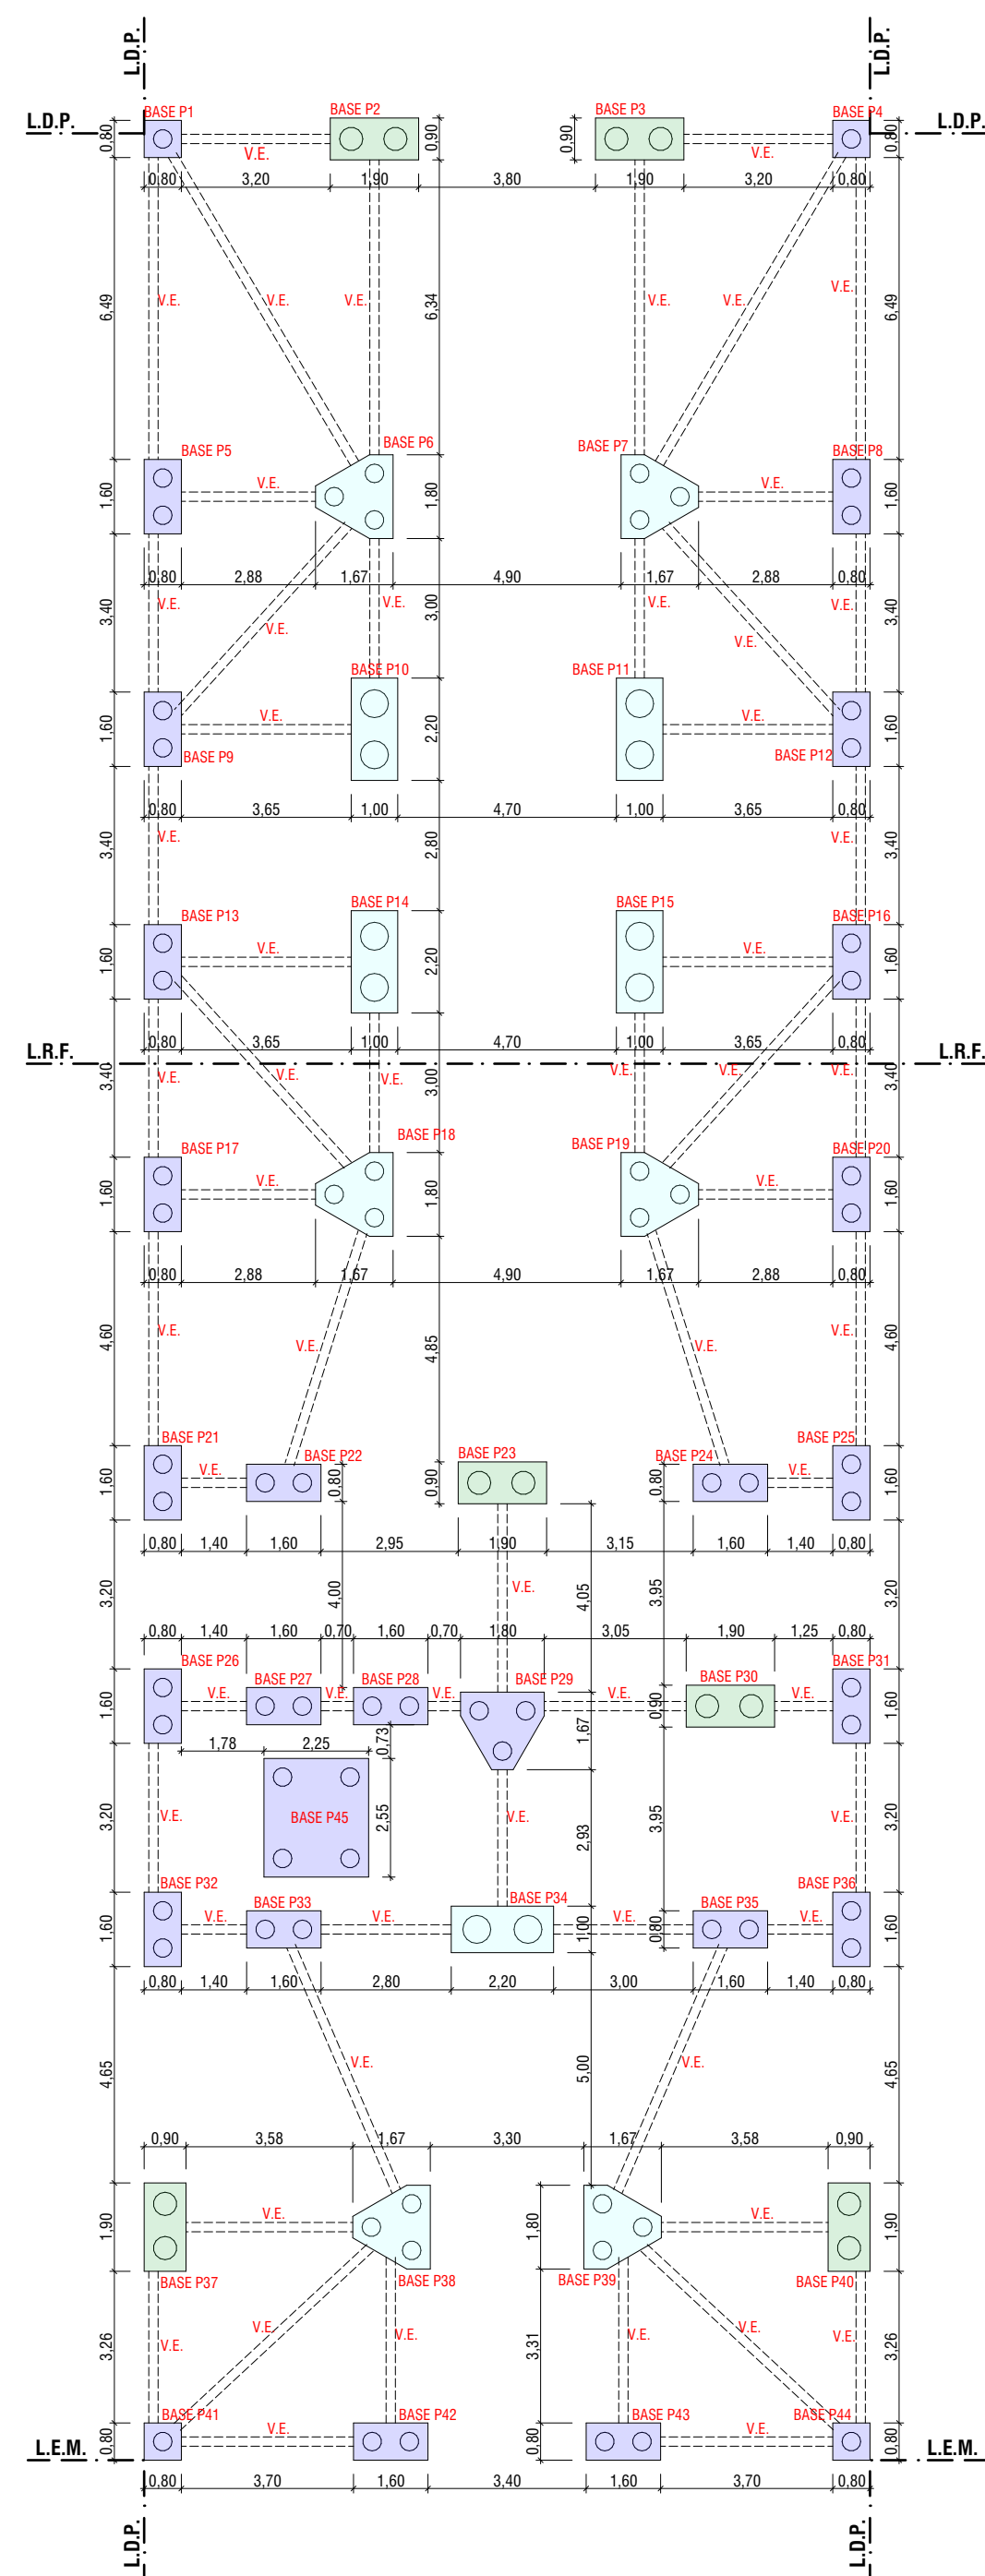 L.D.P.
L.D.P.
BASE P1
BASE P2
BASE P3
BASE P4
L.D.P.
L.D.P.
0,80
V.E.
0,90
0,90
V.E.
0,80
0,80
3,20
1,90
3,80
1,90
3,20
0,80
6,49
V.E.
V.E.
V.E.
6,34
V.E.
V.E.
V.E.
6,49
BASE P5
BASE P6
BASE P7
BASE P8
1,60
V.E.
1,80
V.E.
1,60
0,80
2,88
1,67
4,90
1,67
2,88
0,80
3,40
V.E.
V.E.
V.E.
3,00
V.E.
V.E.
V.E.
3,40
BASE P10
BASE P11
1,60
V.E.
2,20
V.E.
1,60
BASE P9
BASE P12
0,80
3,65
1,00
4,70
1,00
3,65
0,80
3,40
V.E.
2,80
V.E.
3,40
BASE P13
BASE P14
BASE P15
BASE P16
1,60
V.E.
2,20
V.E.
1,60
0,80
3,65
1,00
4,70
1,00
3,65
0,80
L.R.F.
L.R.F.
3,40
V.E.
V.E.
V.E.
3,00
V.E.
V.E.
V.E.
3,40
BASE P17
BASE P18
BASE P19
BASE P20
1,60
V.E.
1,80
V.E.
1,60
0,80
2,88
1,67
4,90
1,67
2,88
0,80
4,60
V.E.
V.E.
4,85
V.E.
V.E.
4,60
BASE P21
BASE P22
BASE P23
BASE P24
BASE P25
1,60
V.E.
0,80
0,90
0,80
V.E.
1,60
0,80
1,40
1,60
2,95
1,90
3,15
1,60
1,40
0,80
3,20
4,00
V.E.
4,05
3,95
3,20
0,80
1,40
1,60
0,70
1,60
0,70
1,80
3,05
1,90
1,25
0,80
BASE P26
BASE P27
BASE P28
BASE P29
BASE P30
BASE P31
1,60
V.E.
V.E.
V.E.
V.E.
0,90
V.E.
1,60
1,78
2,25
0,73
1,67
3,20
V.E.
BASE P45
2,55
V.E.
2,93
3,95
V.E.
3,20
BASE P32
BASE P33
BASE P34
BASE P35
BASE P36
1,60
V.E.
V.E.
1,00
V.E.
0,80
V.E.
1,60
0,80
1,40
1,60
2,80
2,20
3,00
1,60
1,40
0,80
4,65
V.E.
5,00
V.E.
4,65
0,90
3,58
1,67
3,30
1,67
3,58
0,90
1,90
V.E.
1,80
V.E.
1,90
BASE P37
BASE P38
BASE P39
BASE P40
3,26
V.E.
V.E.
V.E.
3,31
V.E.
V.E.
V.E.
3,26
BASE P41
BASE P42
BASE P43
BASE P44
0,80
V.E.
0,80
V.E.
0,80
L.E.M.
L.E.M.
0,80
3,70
1,60
3,40
1,60
3,70
0,80
L.D.P.
L.D.P.